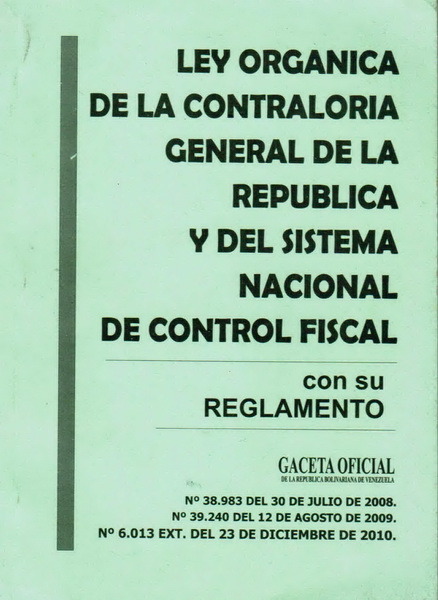 LEY ORGANICA
DE LA CONTRALORIA
GENERAL DE LA
REPUBLICA
Y DEL SISTEMA
NACIONAL
DE CONTROL FISCAL
con su
REGLAMENTO
GACETA OFICIAL
DE LA REPUBLICA BOLIVARIANA DE VENEZUELA
Nº 38.983 DEL 30 DE JULIO DE 2008.
Nº 39.240 DEL 12 DE AGOSTO DE 2009.
Nº 6.013 EXT. DEL 23 DE DICIEMBRE DE 2010.